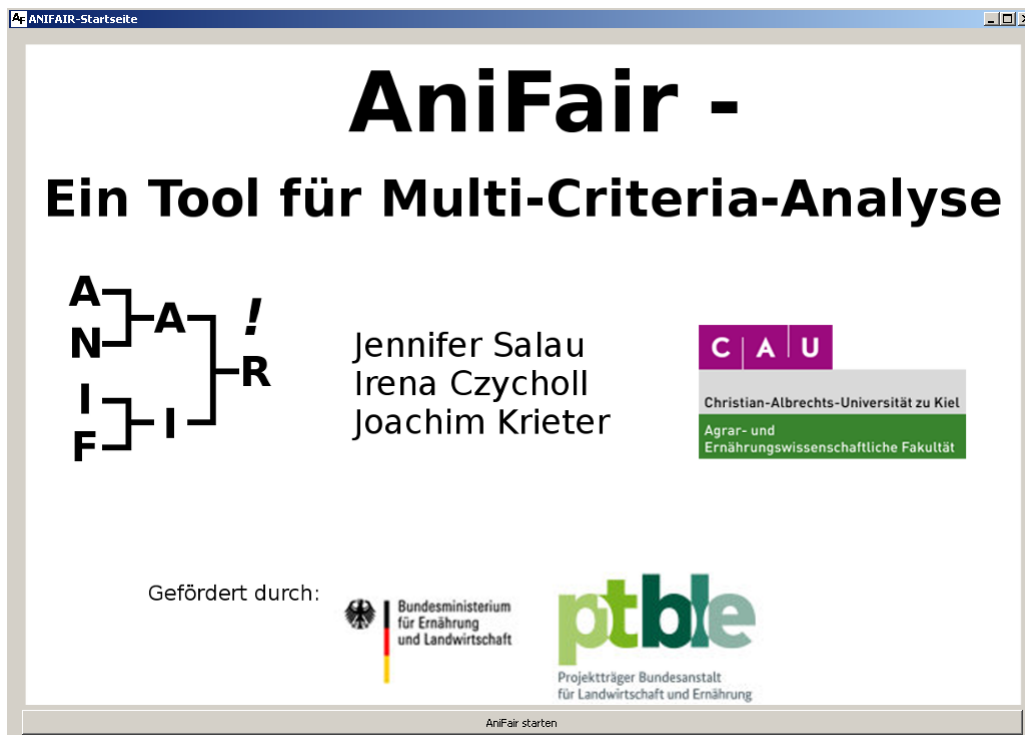 AF ANIFAIR-Startseite
AniFair -
Ein Tool für Multi-Criteria-Analyse
A
N
A
!
R
I
F
I
Jennifer Salau
Irena Czycholl
Joachim Krieter
C A U
Christian-Albrechts-Universität zu Kiel
Agrar- und
Ernährungswissenschaftliche Fakultät
Gefördert durch:
Bundesministerium
für Ernährung
und Landwirtschaft
ptble
Projektträger Bundesanstalt
für Landwirtschaft und Ernährung
AniFair starten